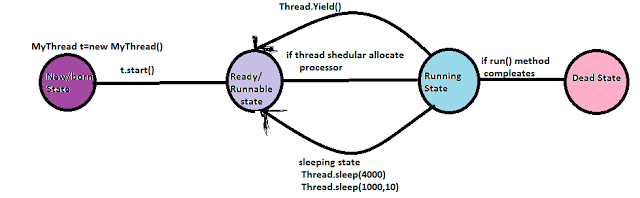 Thread.Yield()
MyThread t=new MyThread()
t.start()
if thread shedular allocate
processor
if run() method
compleates
New/born
State
Ready/
Runnable
state
Running
State
Dead State
sleeping state
Thread.sleep(4000)
Thread.sleep(1000,10)